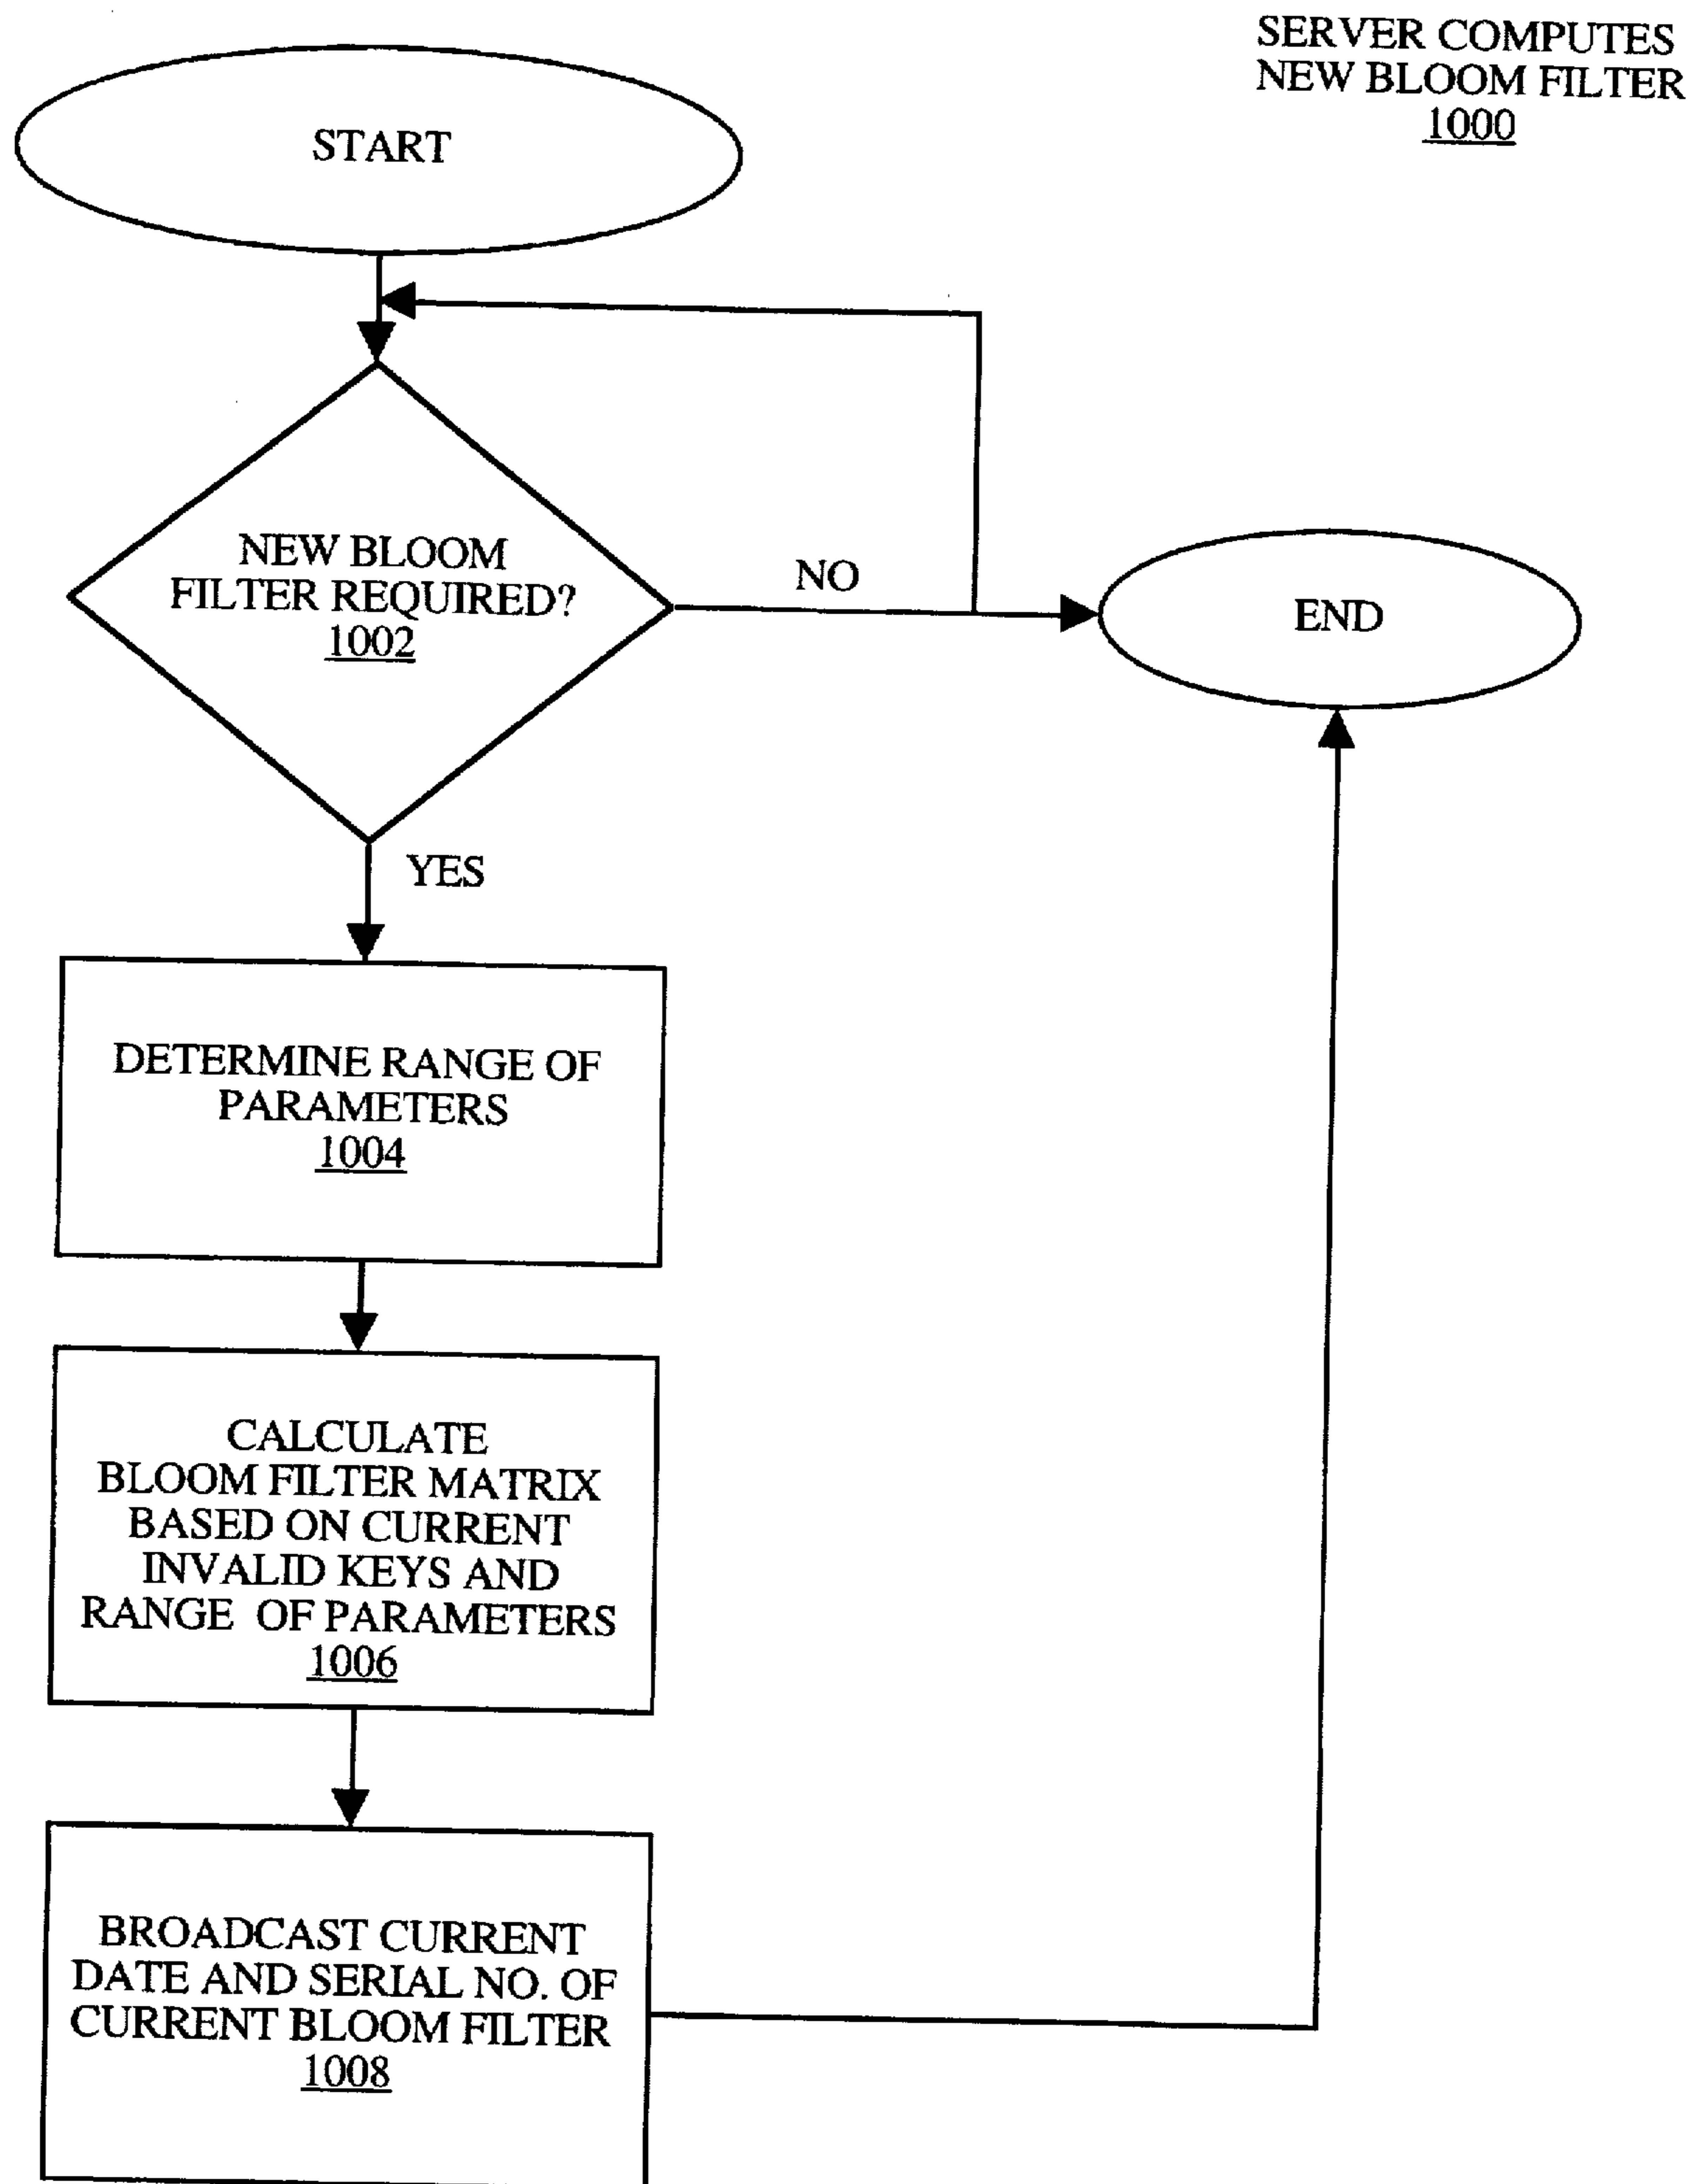 SERVER COMPUTES
NEW BLOOM FILTER
1000
START
NEW BLOOM
FILTER REQUIRED?
1002
NO
END
YES
DETERMINE RANGE OF
PARAMETERS
1004
CALCULATE
BLOOM FILTER MATRIX
BASED ON CURRENT
INVALID KEYS AND
RANGE OF PARAMETERS
1006
BROADCAST CURRENT
DATE AND SERIAL NO. OF
CURRENT BLOOM FILTER
1008